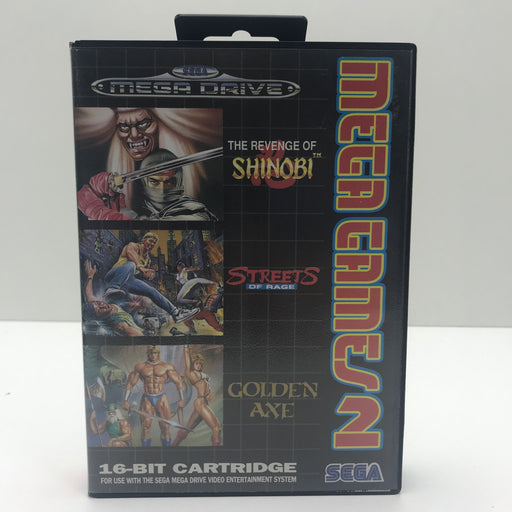 SEGA
MEGA DRIVE
MEGA GAMES 2
THE REVENGE OF
SHINOBI™
STREETS
OF RAGE
GOLDEN
AXE
16-BIT CARTRIDGE
FOR USE WITH THE SEGA MEGA DRIVE VIDEO ENTERTAINMENT SYSTEM
SEGA